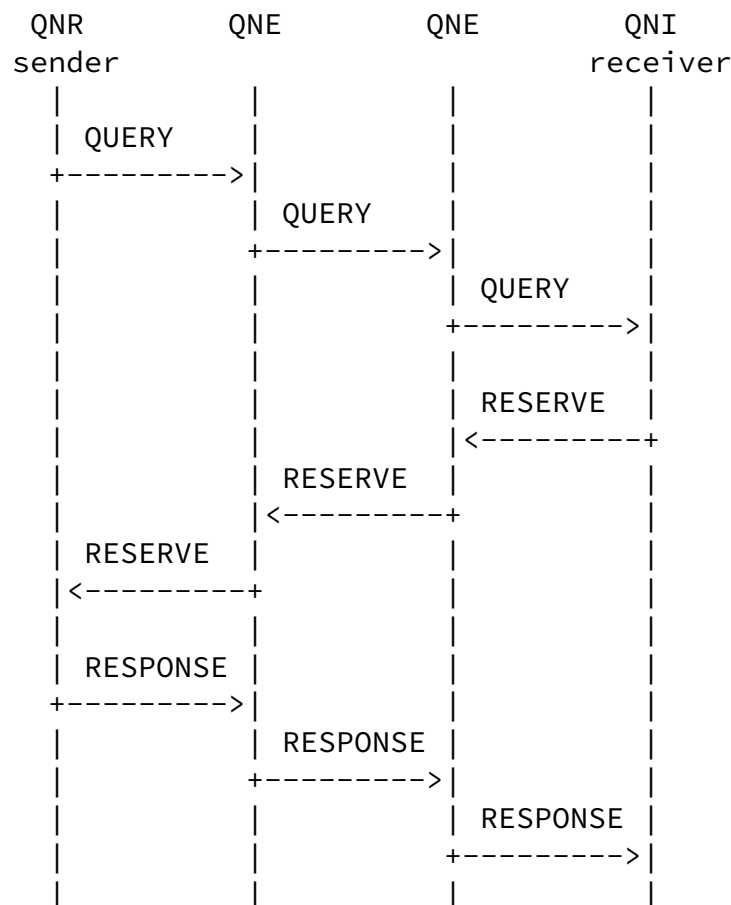 QNR QNE QNE QNI
sender receiver
QUERY
QUERY
QUERY
RESERVE
RESERVE
RESERVE
RESPONSE
RESPONSE
RESPONSE